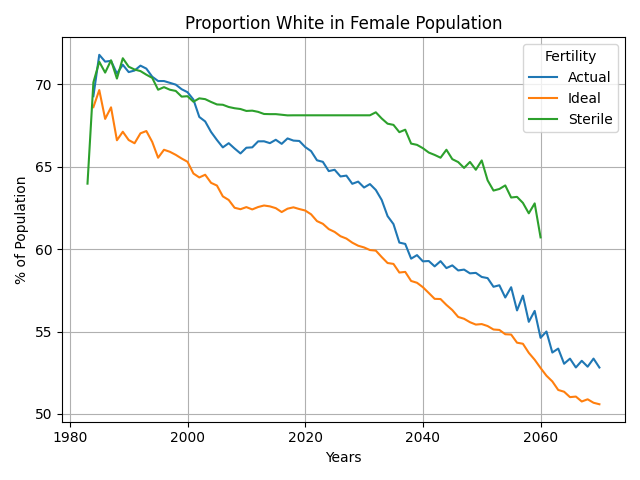 Proportion White in Female Population
% of Population
70
65
60
55
50
Fertility
Actual
Ideal
Sterile
1980
2000
2020
2040
2060
Years